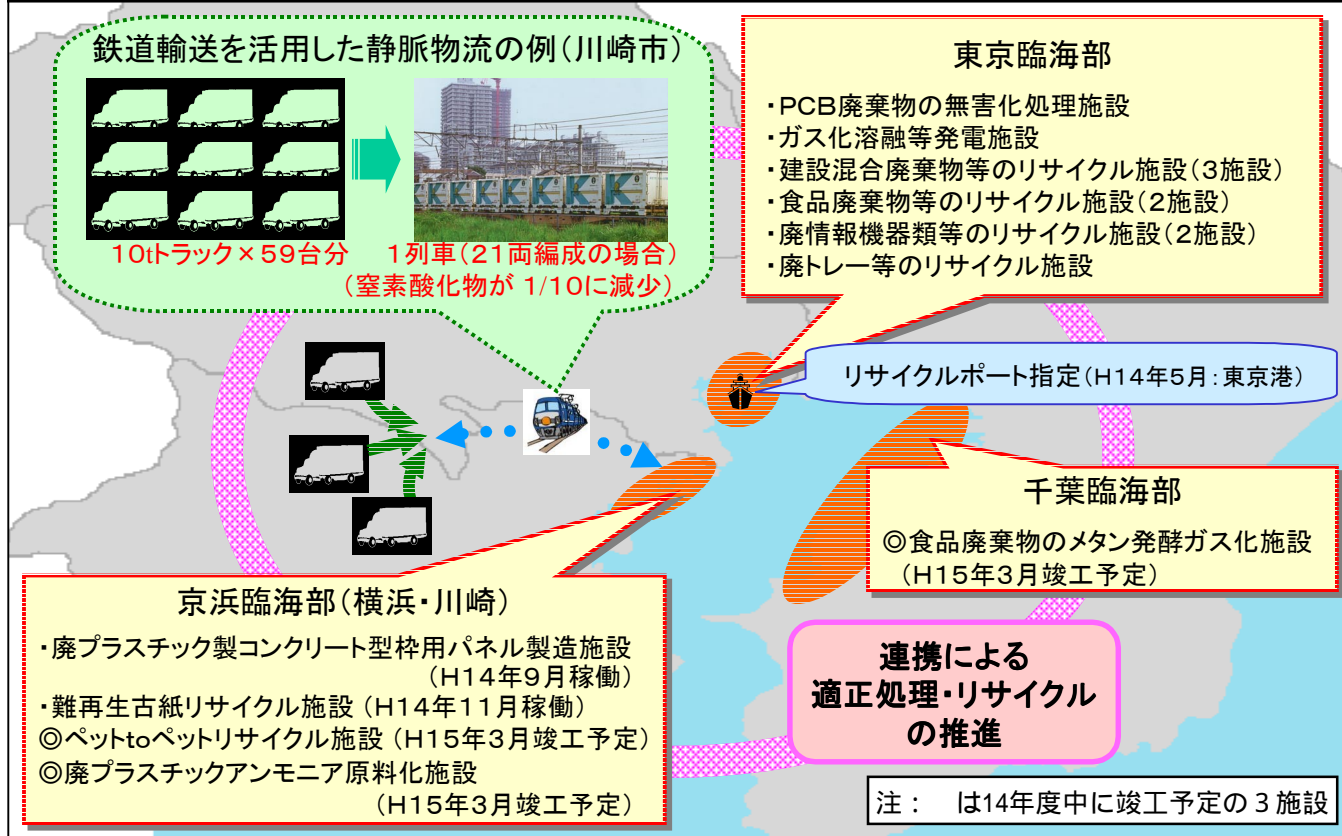 鉄道輸送を活用した静脈物流の例(川崎市)
10tトラック×59台分
1列車(21両編成の場合)
(窒素酸化物が 1/10に減少)
東京臨海部
・PCB廃棄物の無害化処理施設
・ガス化溶融等発電施設
・建設混合廃棄物等のリサイクル施設(3施設)
・食品廃棄物等のリサイクル施設(2施設)
・廃情報機器類等のリサイクル施設(2施設)
・廃トレー等のリサイクル施設
リサイクルポート指定(H14年5月:東京港)
千葉臨海部
◎食品廃棄物のメタン発酵ガス化施設
(H15年3月竣工予定)
京浜臨海部(横浜・川崎)
・廃プラスチック製コンクリート型枠用パネル製造施設
(H14年9月稼働)
・難再生古紙リサイクル施設 (H14年11月稼働)
◎ペットtoペットリサイクル施設 (H15年3月竣工予定)
◎廃プラスチックアンモニア原料化施設
(H15年3月竣工予定)
連携による
適正処理・リサイクル
の推進
注: は14年度中に竣工予定の3施設
K K K K K K K